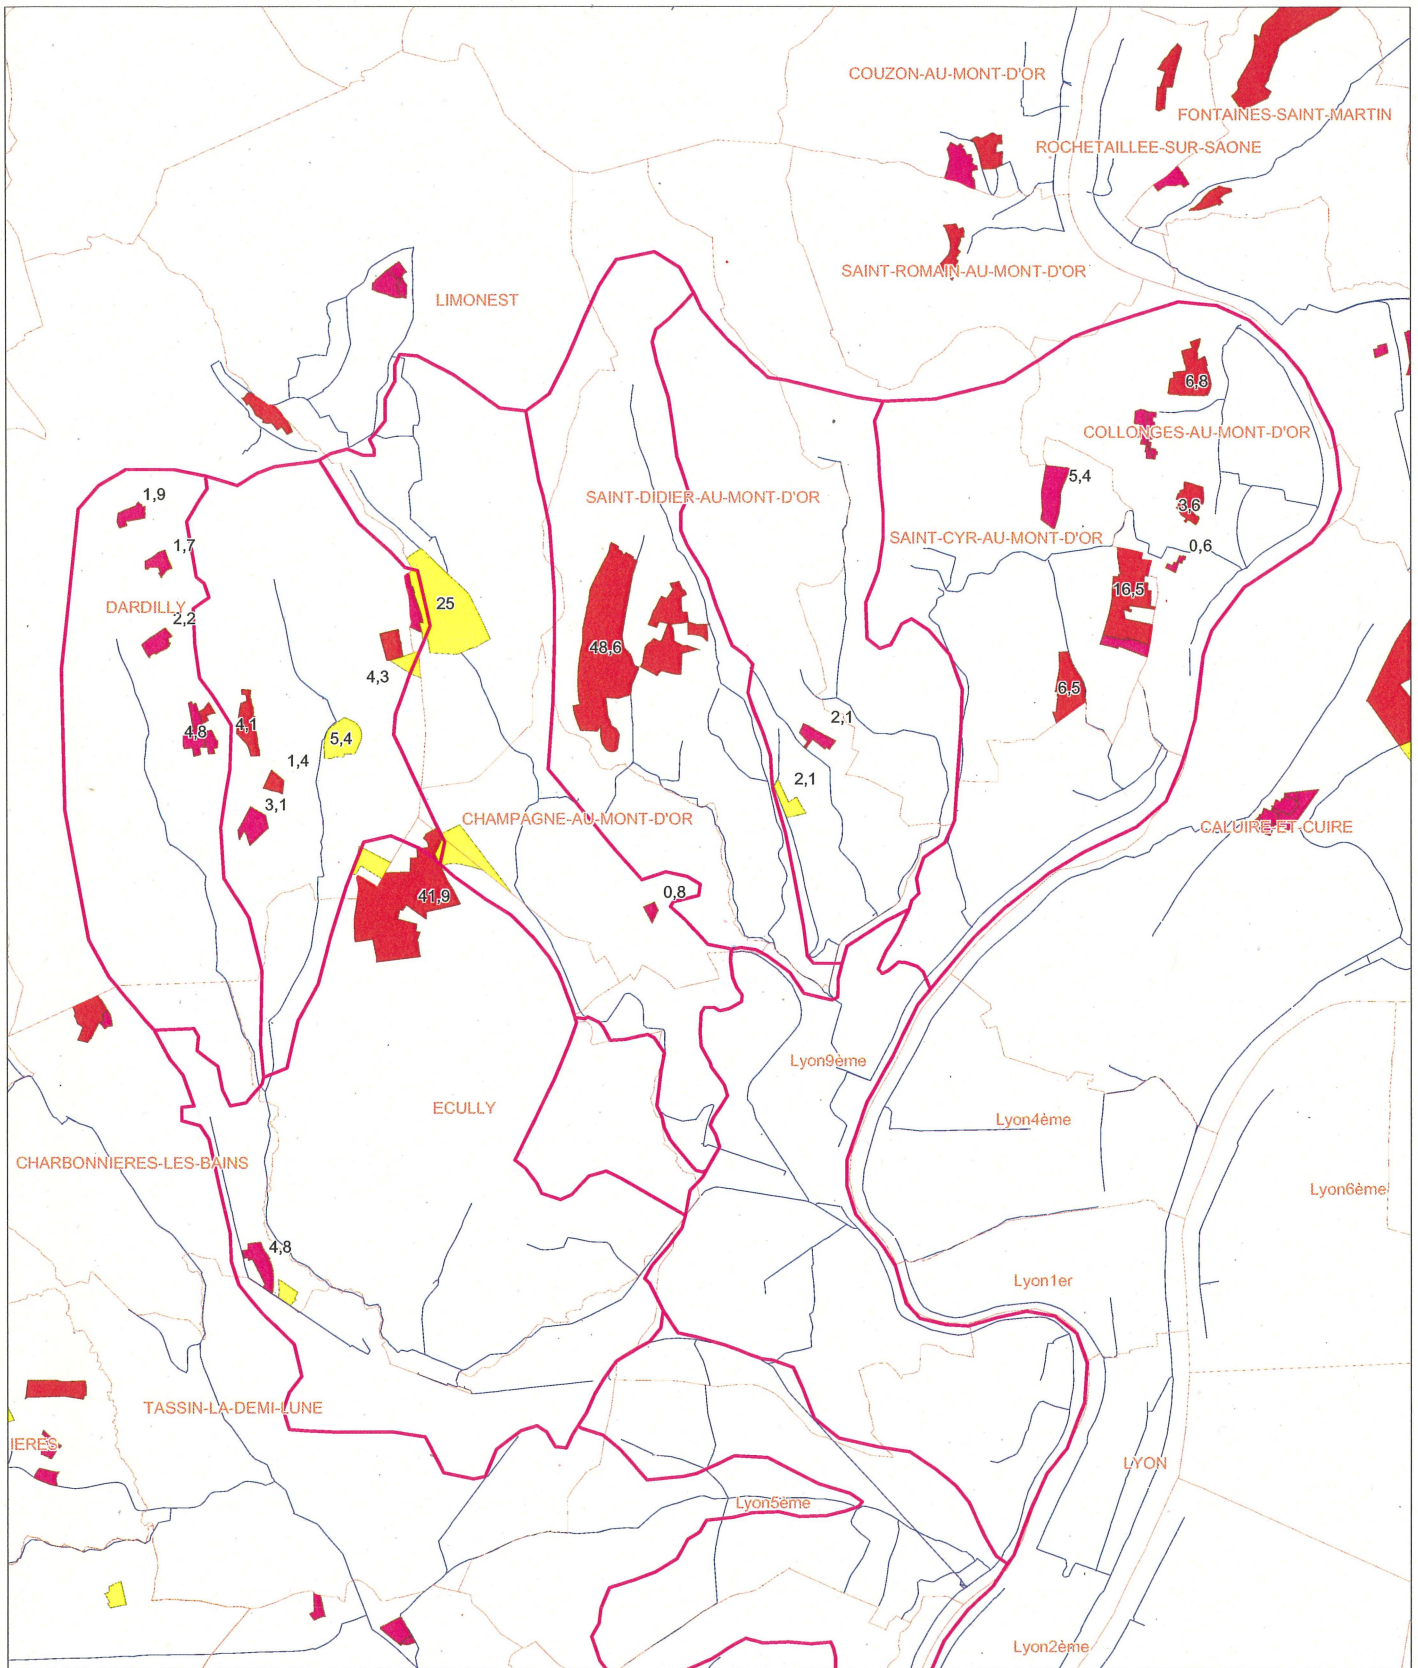 COUZON-AU-MONT-D'OR
FONTAINES-SAINT-MARTIN
ROCHETAILLEE-SUR-SAONE
SAINT-ROMAIN-AU-MONT-D'OR
LIMONEST
6,8
COLLONGES-AU-MONT-D'OR
5,4
1,9
SAINT-DIDIER-AU-MONT-D'OR
3,6
SAINT-CYR-AU-MONT-D'OR
0,6
1,7
16,5
25
DARDILLY
2,2
48,6
4,3
6,5
2,1
4,8
4,1
5,4
1,4
2,1
3,1
CHAMPAGNE-AU-MONT-D'OR
CALUIRE-ET-CUIRE
41,9
0,8
Lyon9ème
ECULLY
Lyon4ème
CHARBONNIERES-LES-BAINS
Lyon6ème
4,8
Lyon1er
TASSIN-LA-DEMI-LUNE
IERES
LYON
Lyon5ème
Lyon2ème